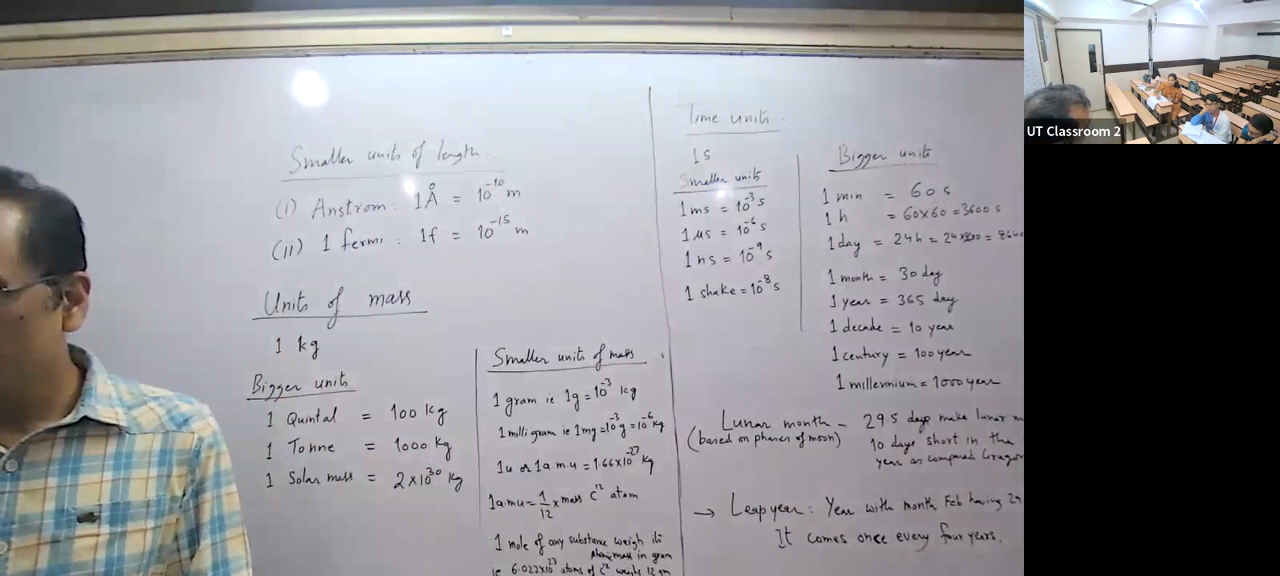 Smaller units of length.
(i) Anstrom : 1Å = 10⁻¹⁰ m
(ii) 1 fermi : 1f = 10⁻¹⁵ m
Units of mass
1 kg
Bigger units
1 Quintal = 100 kg
1 Tonne = 1000 kg
1 Solar mass = 2×10³⁰ kg
Smaller units of mass
1 gram ie 1g = 10⁻³ kg
1 milligram ie 1mg = 10⁻³g = 10⁻⁶ kg
1u or 1 a.m.u = 1.66×10⁻²⁷ kg
1a.m.u = 1/12 × mass C¹² atom
1 mole of any substance weigh its
mass in gram
ie 6.022×10²³ atoms of C¹² weighs 12 gm
Time units
1 s
Smaller units
1 ms = 10⁻³ s
1 μs = 10⁻⁶ s
1 ns = 10⁻⁹ s
1 shake = 10⁻⁸ s
Bigger units
1 min = 60 s
1 h = 60×60 = 3600 s
1 day = 24h =
1 month = 30 day
1 year = 365 day
1 decade = 10 year
1 century = 100 year
1 millennium = 1000 year
Lunar month – 29.5 days make lunar
(based on phases of moon)
10 days short in the
year as compared
→ Leap year : Year with month Feb having 29
It comes once every four years.
UT Classroom 2